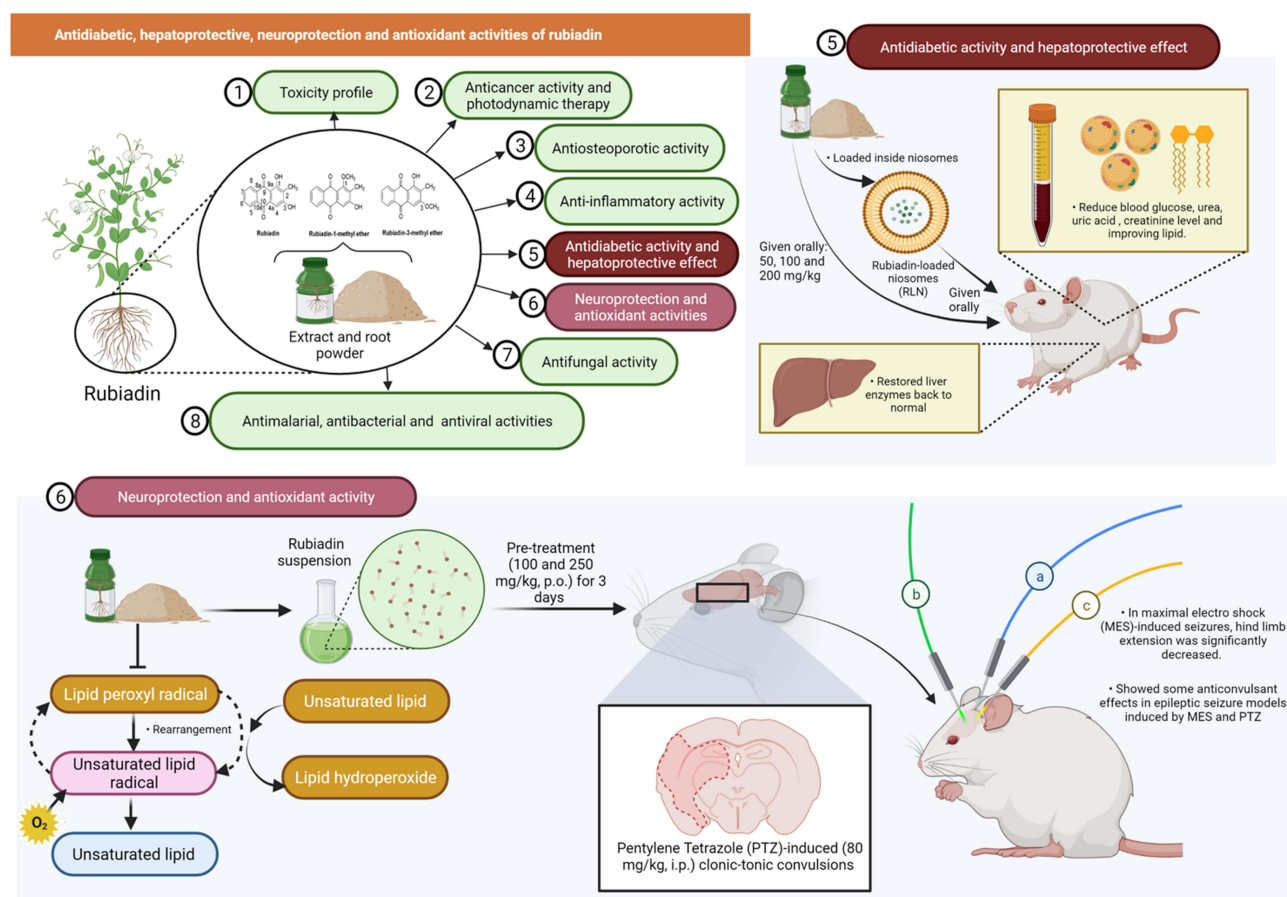 Antidiabetic, hepatoprotective, neuroprotection and antioxidant activities of rubiadin
1
Toxicity profile
2
Anticancer activity and
photodynamic therapy
3
Antiosteoporotic activity
4
Anti-inflammatory activity
5
Antidiabetic activity and
hepatoprotective effect
6
Neuroprotection and
antioxidant activities
7
Antifungal activity
8
Antimalarial, antibacterial and antiviral activities
Rubiadin
Rubiadin-1-methyl ether
Rubiadin-3-methyl ether
Extract and root
powder
Rubiadin
5
Antidiabetic activity and hepatoprotective effect
• Loaded inside niosomes
Given orally:
50, 100 and
200 mg/kg
Rubiadin-loaded
niosomes
(RLN)
Given
orally
• Reduce blood glucose, urea,
uric acid , creatinine level and
improving lipid.
• Restored liver
enzymes back to
normal
6
Neuroprotection and antioxidant activity
Rubiadin
suspension
Pre-treatment
(100 and 250
mg/kg, p.o.) for 3
days
Lipid peroxyl radical
• Rearrangement
Unsaturated lipid
radical
O₂
Unsaturated lipid
Unsaturated lipid
Lipid hydroperoxide
Pentylene Tetrazole (PTZ)-induced (80
mg/kg, i.p.) clonic-tonic convulsions
b
a
c
• In maximal electro shock
(MES)-induced seizures, hind limb
extension was significantly
decreased.
• Showed some anticonvulsant
effects in epileptic seizure models
induced by MES and PTZ